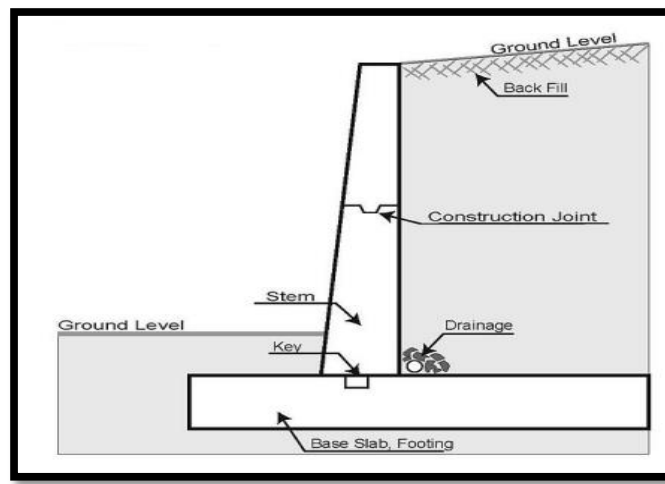 Ground Level
Back Fill
Construction Joint
Stem
Ground Level
Drainage
Key
Base Slab, Footing